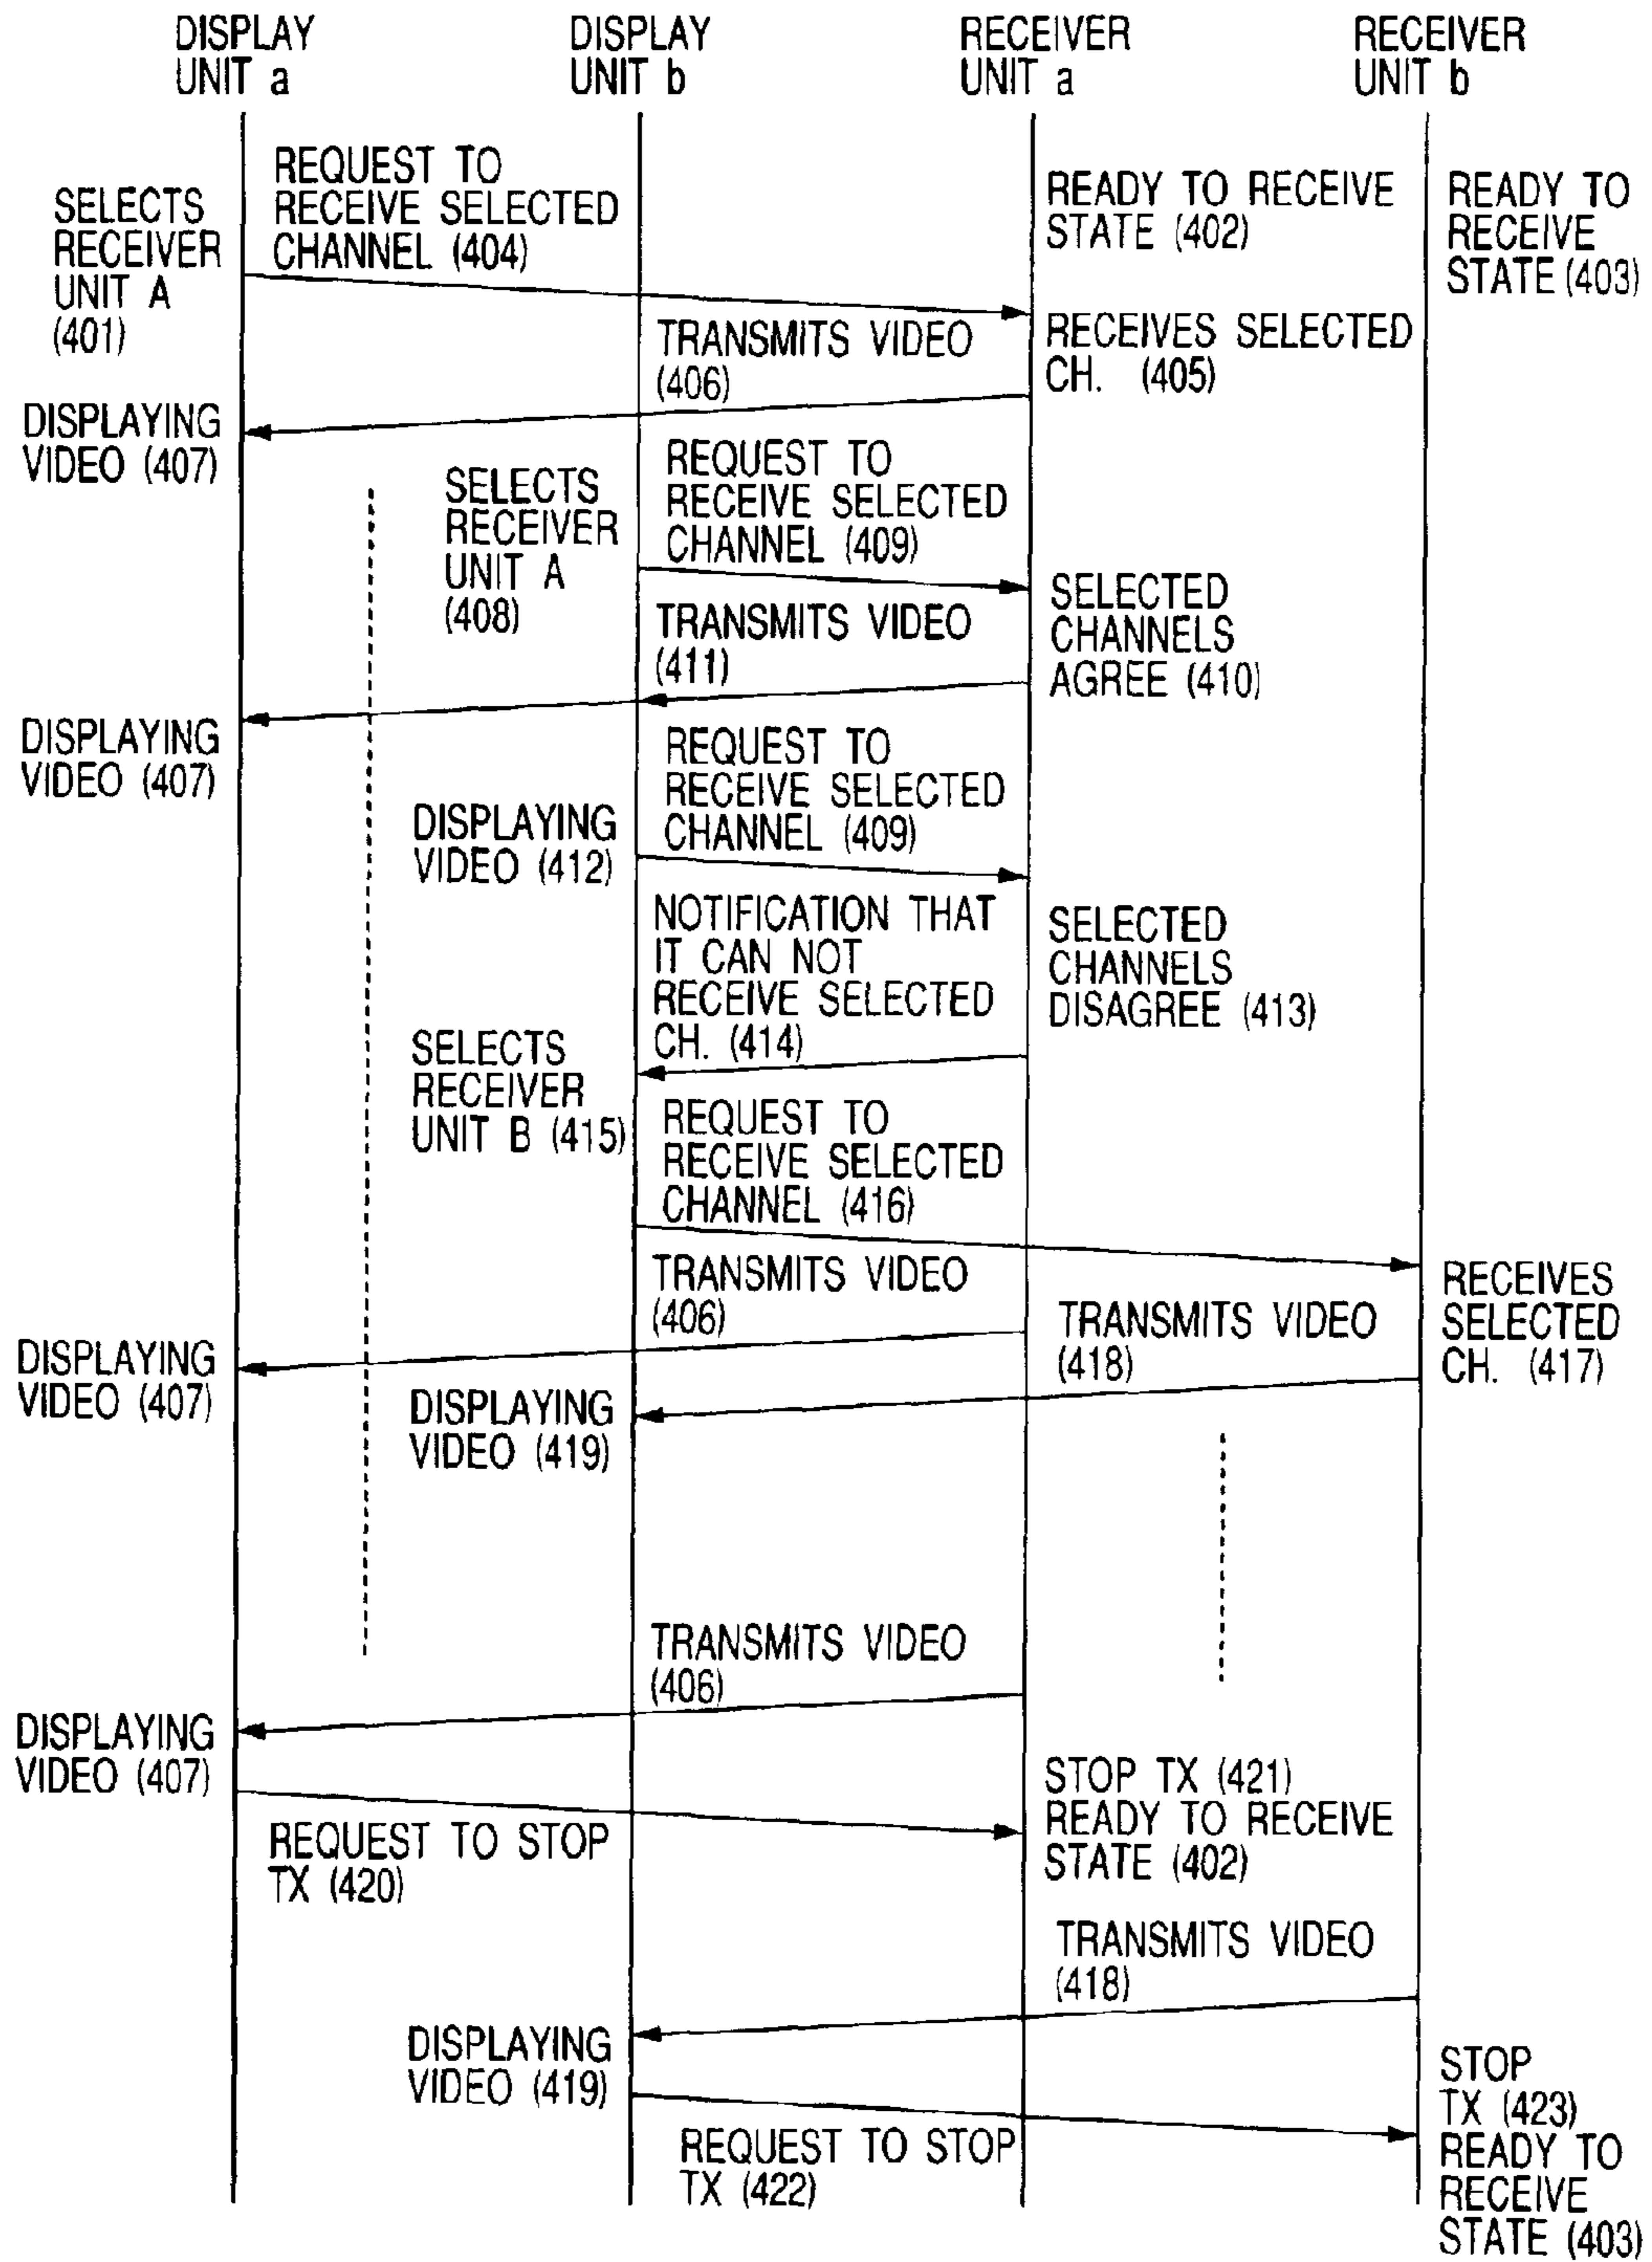 DISPLAY
UNIT a
DISPLAY
UNIT b
RECEIVER
UNIT a
RECEIVER
UNIT b
SELECTS
RECEIVER
UNIT A
(401)
REQUEST TO
RECEIVE SELECTED
CHANNEL (404)
READY TO RECEIVE
STATE (402)
READY TO
RECEIVE
STATE (403)
TRANSMITS VIDEO
(406)
RECEIVES SELECTED
CH. (405)
DISPLAYING
VIDEO (407)
SELECTS
RECEIVER
UNIT A
(408)
REQUEST TO
RECEIVE SELECTED
CHANNEL (409)
SELECTED
CHANNELS
AGREE (410)
TRANSMITS VIDEO
(411)
DISPLAYING
VIDEO (407)
DISPLAYING
VIDEO (412)
REQUEST TO
RECEIVE SELECTED
CHANNEL (409)
NOTIFICATION THAT
IT CAN NOT
RECEIVE SELECTED
CH. (414)
SELECTED
CHANNELS
DISAGREE (413)
SELECTS
RECEIVER
UNIT B (415)
REQUEST TO
RECEIVE SELECTED
CHANNEL (416)
TRANSMITS VIDEO
(406)
TRANSMITS VIDEO
(418)
RECEIVES
SELECTED
CH. (417)
DISPLAYING
VIDEO (407)
DISPLAYING
VIDEO (419)
TRANSMITS VIDEO
(406)
DISPLAYING
VIDEO (407)
REQUEST TO STOP
TX (420)
STOP TX (421)
READY TO RECEIVE
STATE (402)
TRANSMITS VIDEO
(418)
DISPLAYING
VIDEO (419)
REQUEST TO STOP
TX (422)
STOP
TX (423)
READY TO
RECEIVE
STATE (403)